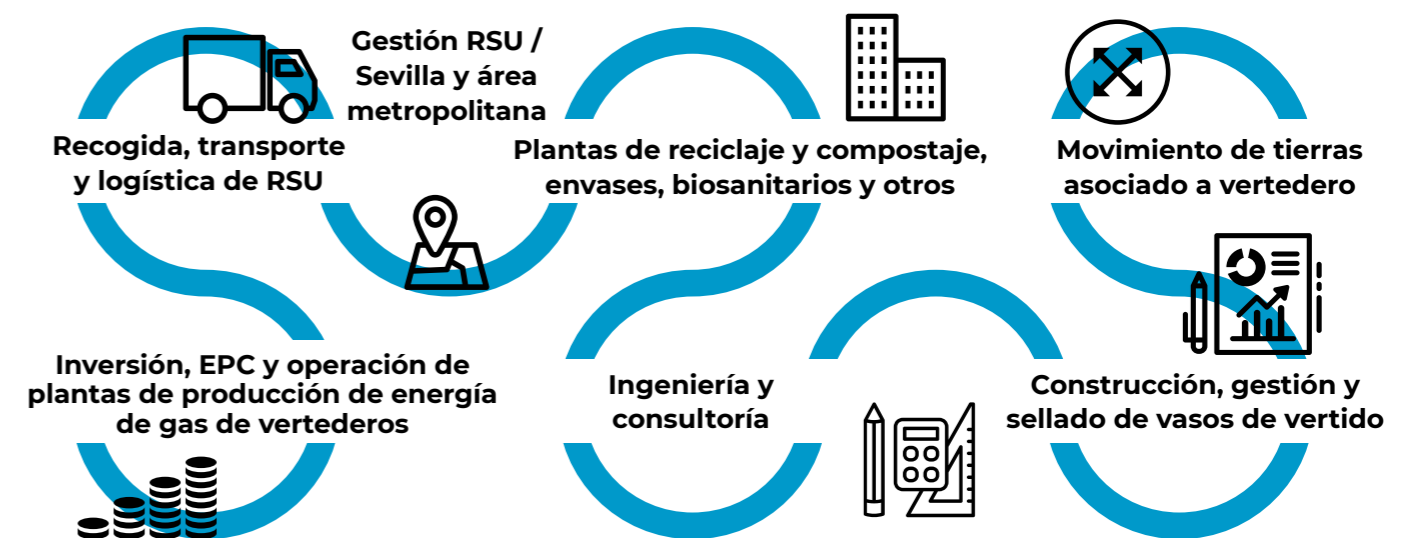 Gestión RSU /
Sevilla y área
metropolitana
Recogida, transporte
y logística de RSU
Plantas de reciclaje y compostaje,
envases, biosanitarios y otros
Movimiento de tierras
asociado a vertedero
Inversión, EPC y operación de
plantas de producción de energía
de gas de vertederos
Ingeniería y
consultoría
Construcción, gestión y
sellado de vasos de vertido